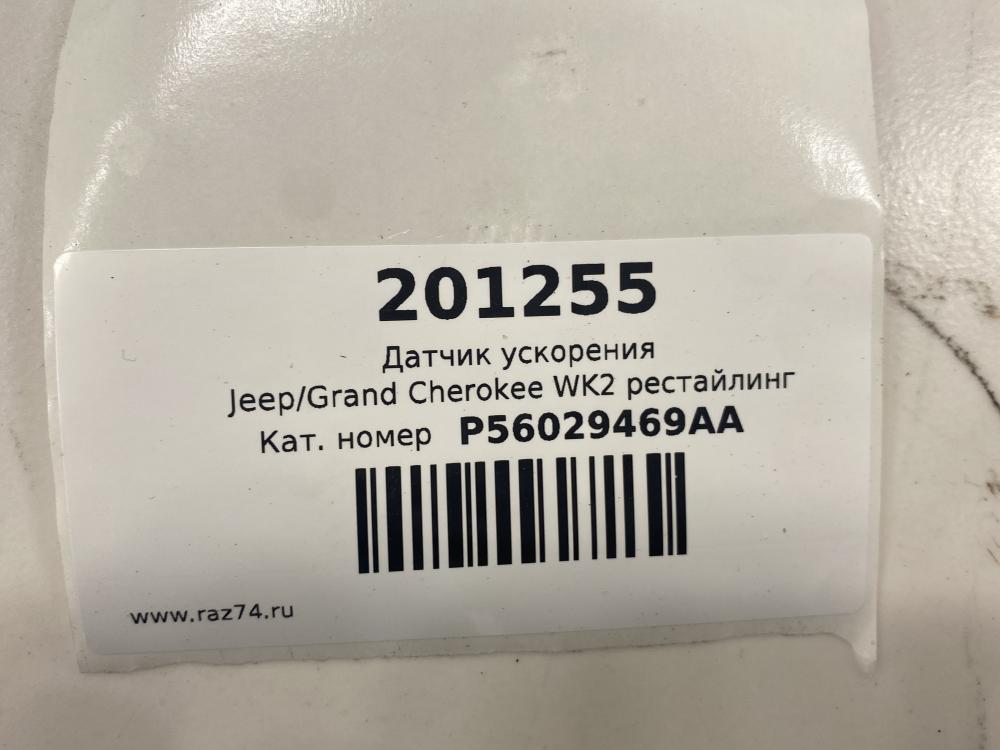 201255
Датчик ускорения
Jeep/Grand Cherokee WK2 рестайлинг
Кат. номер P56029469AA
www.raz74.ru